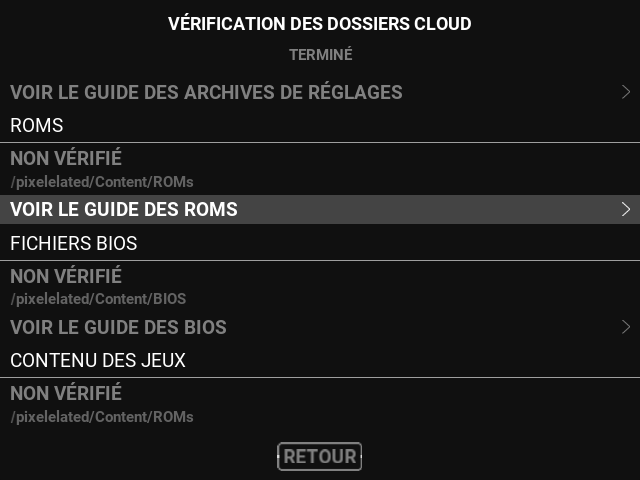 VÉRIFICATION DES DOSSIERS CLOUD
TERMINÉ
VOIR LE GUIDE DES ARCHIVES DE RÉGLAGES
ROMS
NON VÉRIFIÉ
/pixelelated/Content/ROMs
VOIR LE GUIDE DES ROMS
FICHIERS BIOS
NON VÉRIFIÉ
/pixelelated/Content/BIOS
VOIR LE GUIDE DES BIOS
CONTENU DES JEUX
NON VÉRIFIÉ
/pixelelated/Content/ROMs
RETOUR